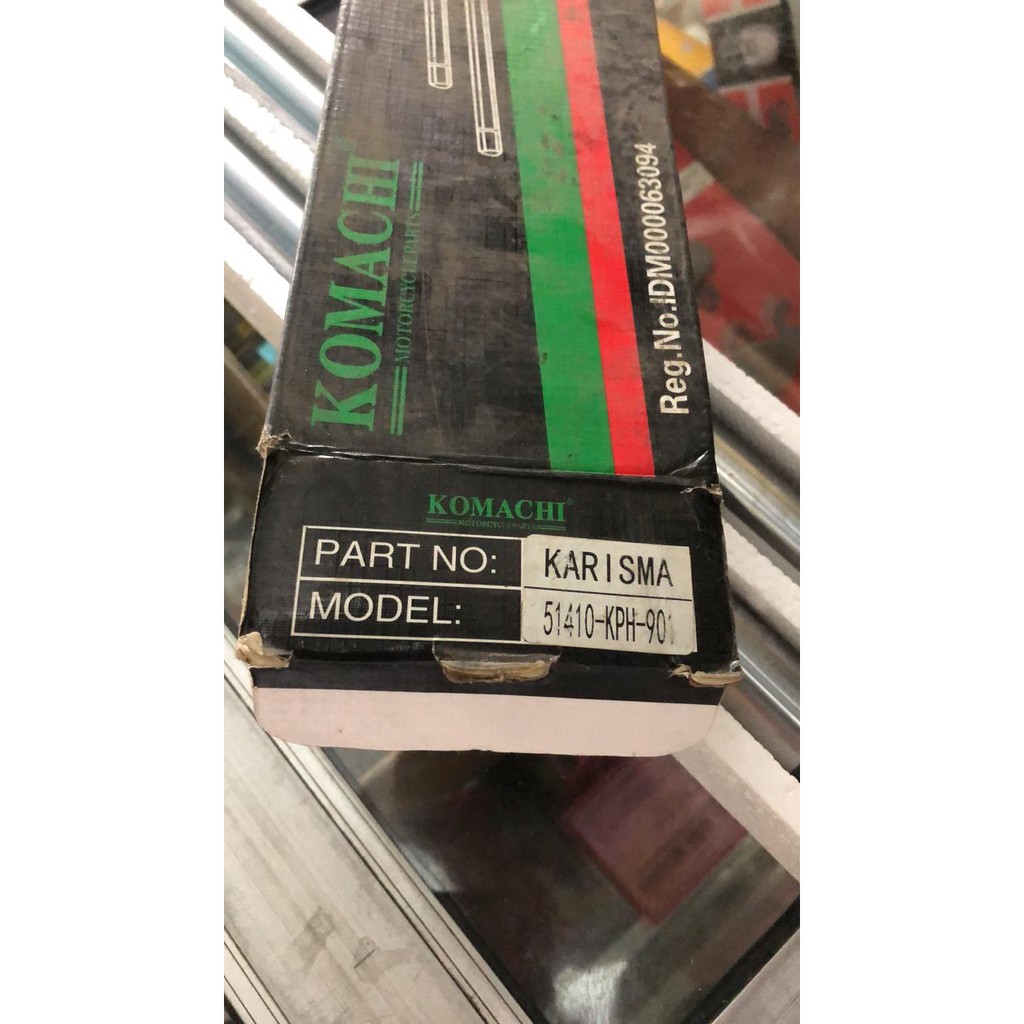 KOMACHI
MOTORCYCLE PARTS
Reg.No.IDM000063094
KOMACHI
MOTORCYCLE PARTS
PART NO: KARISMA
MODEL: 51410-KPH-901